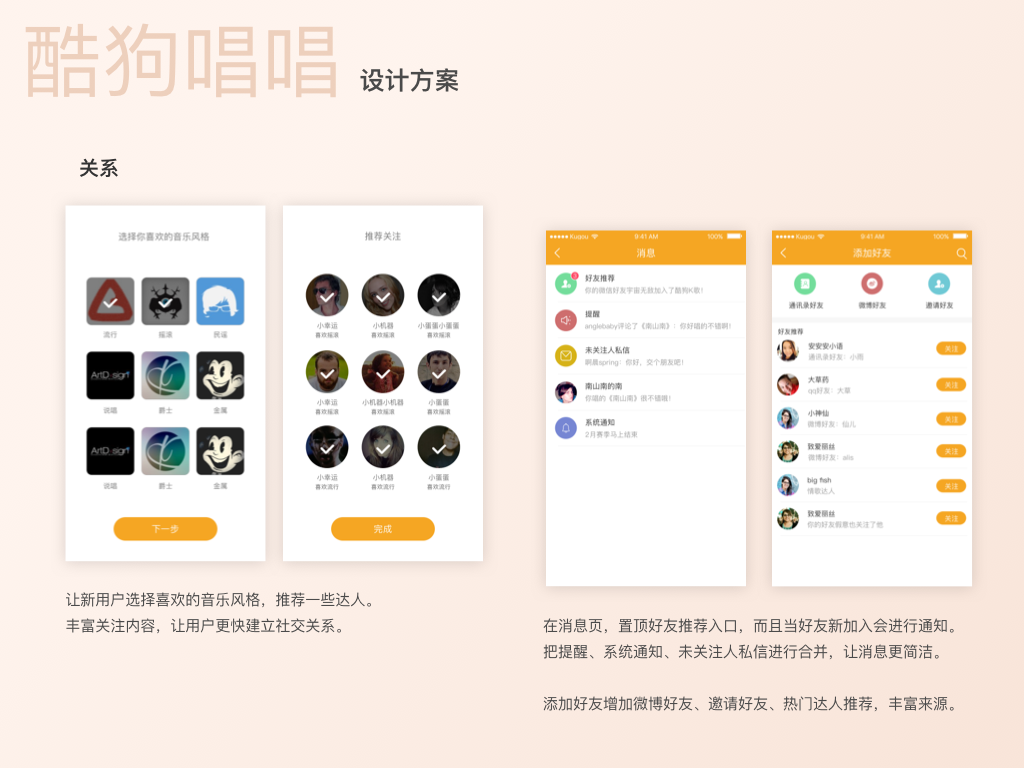 酷狗唱唱 设计方案
关系
选择你喜欢的音乐风格
流行 摇滚 民谣
ArtD_sign! ArtD_sign!
说唱 爵士 金属
说唱 爵士 金属
下一步
推荐关注
小幸运 小机器 小蛋蛋小蛋蛋
喜欢摇滚 喜欢摇滚 喜欢摇滚
小幸运 小机器小机器 小蛋蛋
喜欢摇滚 喜欢摇滚 喜欢摇滚
小幸运 小机器 小蛋蛋
喜欢流行 喜欢摇滚 喜欢流行
完成
让新用户选择喜欢的音乐风格，推荐一些达人。
丰富关注内容，让用户更快建立社交关系。
Kugou 9:41 AM 100%
消息
好友推荐
你的微信好友宇宙无敌加入了酷狗K歌!
提醒
anglebaby评论了《南山南》：你好唱的不错啊!
未关注人私信
啊晨spring：你好，交个朋友吧!
南山南的南
你唱的《南山南》很不错哦!
系统通知
2月赛季马上结束
Kugou 9:41 AM 100%
添加好友
通讯录好友 微博好友 邀请好友
好友推荐
安安安小语 关注
通讯录好友：小雨
大草药 关注
qq好友：大草
小神仙 关注
微博好友：仙儿
致爱丽丝 关注
微博好友：alis
big fish 关注
情歌达人
致爱丽丝 关注
你的好友假意也关注了他
在消息页，置顶好友推荐入口，而且当好友新加入会进行通知。
把提醒、系统通知、未关注人私信进行合并，让消息更简洁。
添加好友增加微博好友、邀请好友、热门达人推荐，丰富来源。